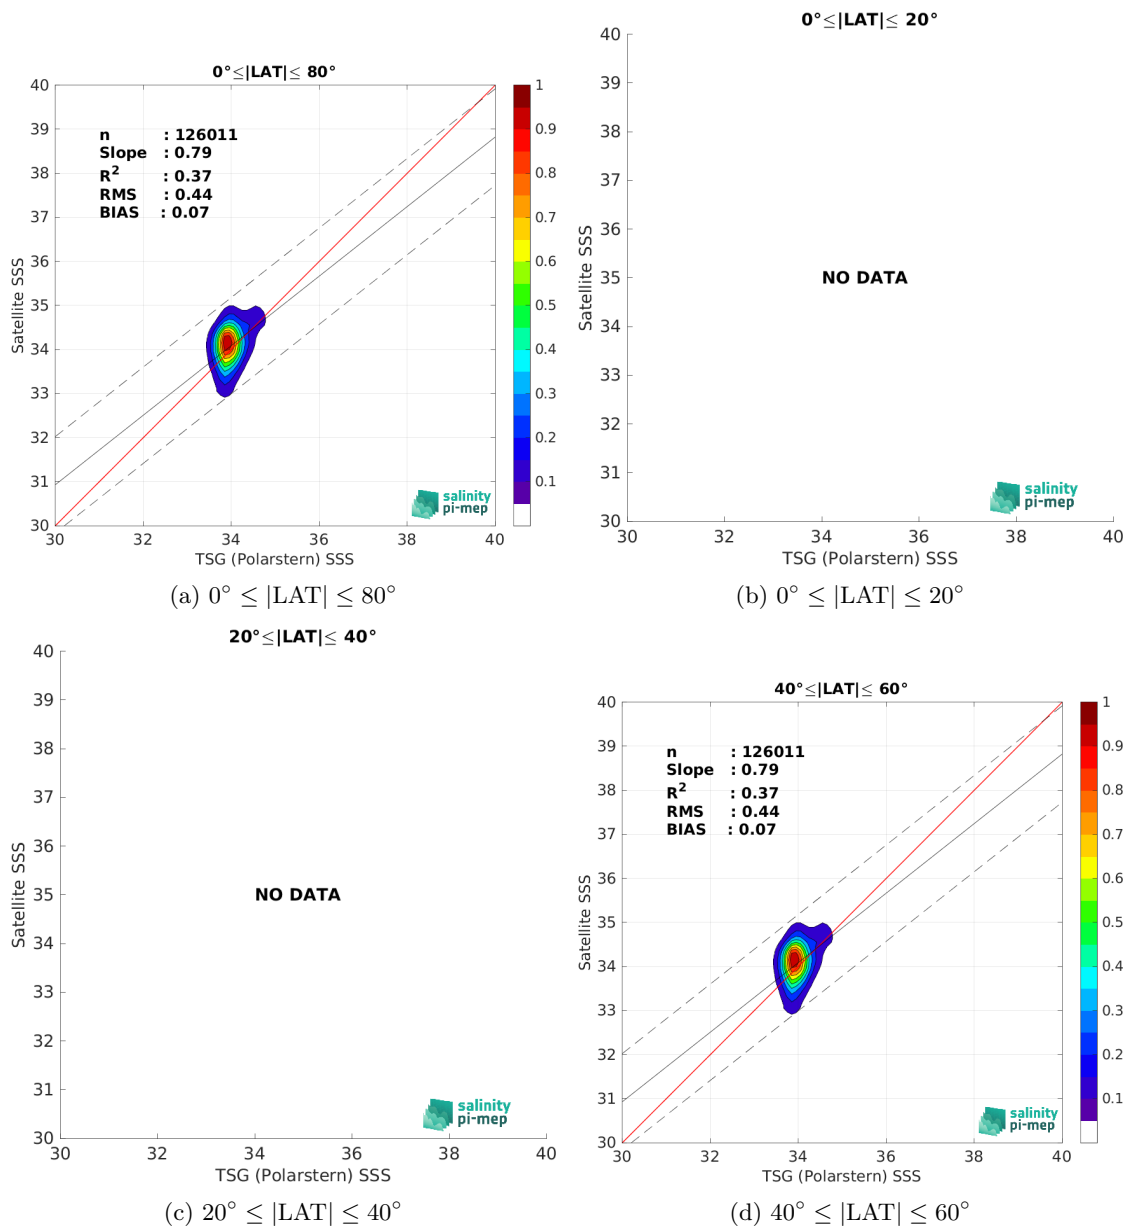 0°≤|LAT|≤ 80°
40
39
38
37
36
35
34
33
32
31
30
Satellite SSS
n : 126011
Slope : 0.79
R² : 0.37
RMS : 0.44
BIAS : 0.07
salinity
pi-mep
30 32 34 36 38 40
TSG (Polarstern) SSS
1
0.9
0.8
0.7
0.6
0.5
0.4
0.3
0.2
0.1
(a) 0° ≤ |LAT| ≤ 80°
0°≤|LAT|≤ 20°
40
39
38
37
36
35
34
33
32
31
30
Satellite SSS
NO DATA
salinity
pi-mep
30 32 34 36 38 40
TSG (Polarstern) SSS
(b) 0° ≤ |LAT| ≤ 20°
20°≤|LAT|≤ 40°
40
39
38
37
36
35
34
33
32
31
30
Satellite SSS
NO DATA
salinity
pi-mep
30 32 34 36 38 40
TSG (Polarstern) SSS
(c) 20° ≤ |LAT| ≤ 40°
40°≤|LAT|≤ 60°
40
39
38
37
36
35
34
33
32
31
30
Satellite SSS
n : 126011
Slope : 0.79
R² : 0.37
RMS : 0.44
BIAS : 0.07
salinity
pi-mep
30 32 34 36 38 40
TSG (Polarstern) SSS
1
0.9
0.8
0.7
0.6
0.5
0.4
0.3
0.2
0.1
(d) 40° ≤ |LAT| ≤ 60°